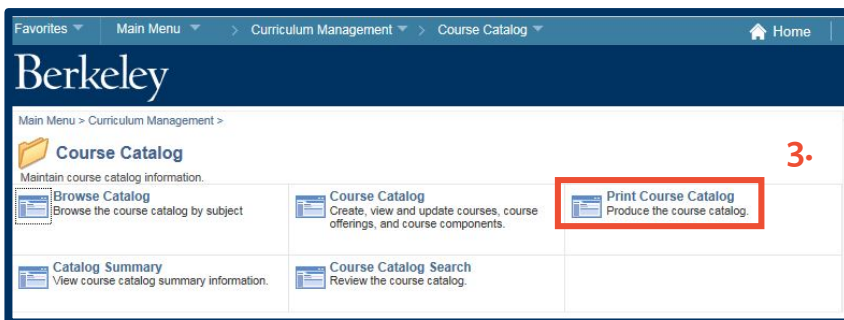 Favorites Main Menu > Curriculum Management > Course Catalog Home
Berkeley
Main Menu > Curriculum Management >
Course Catalog
3.
Maintain course catalog information.
Browse Catalog
Browse the course catalog by subject
Course Catalog
Create, view and update courses, course
offerings, and course components.
Print Course Catalog
Produce the course catalog.
Catalog Summary
View course catalog summary information.
Course Catalog Search
Review the course catalog.